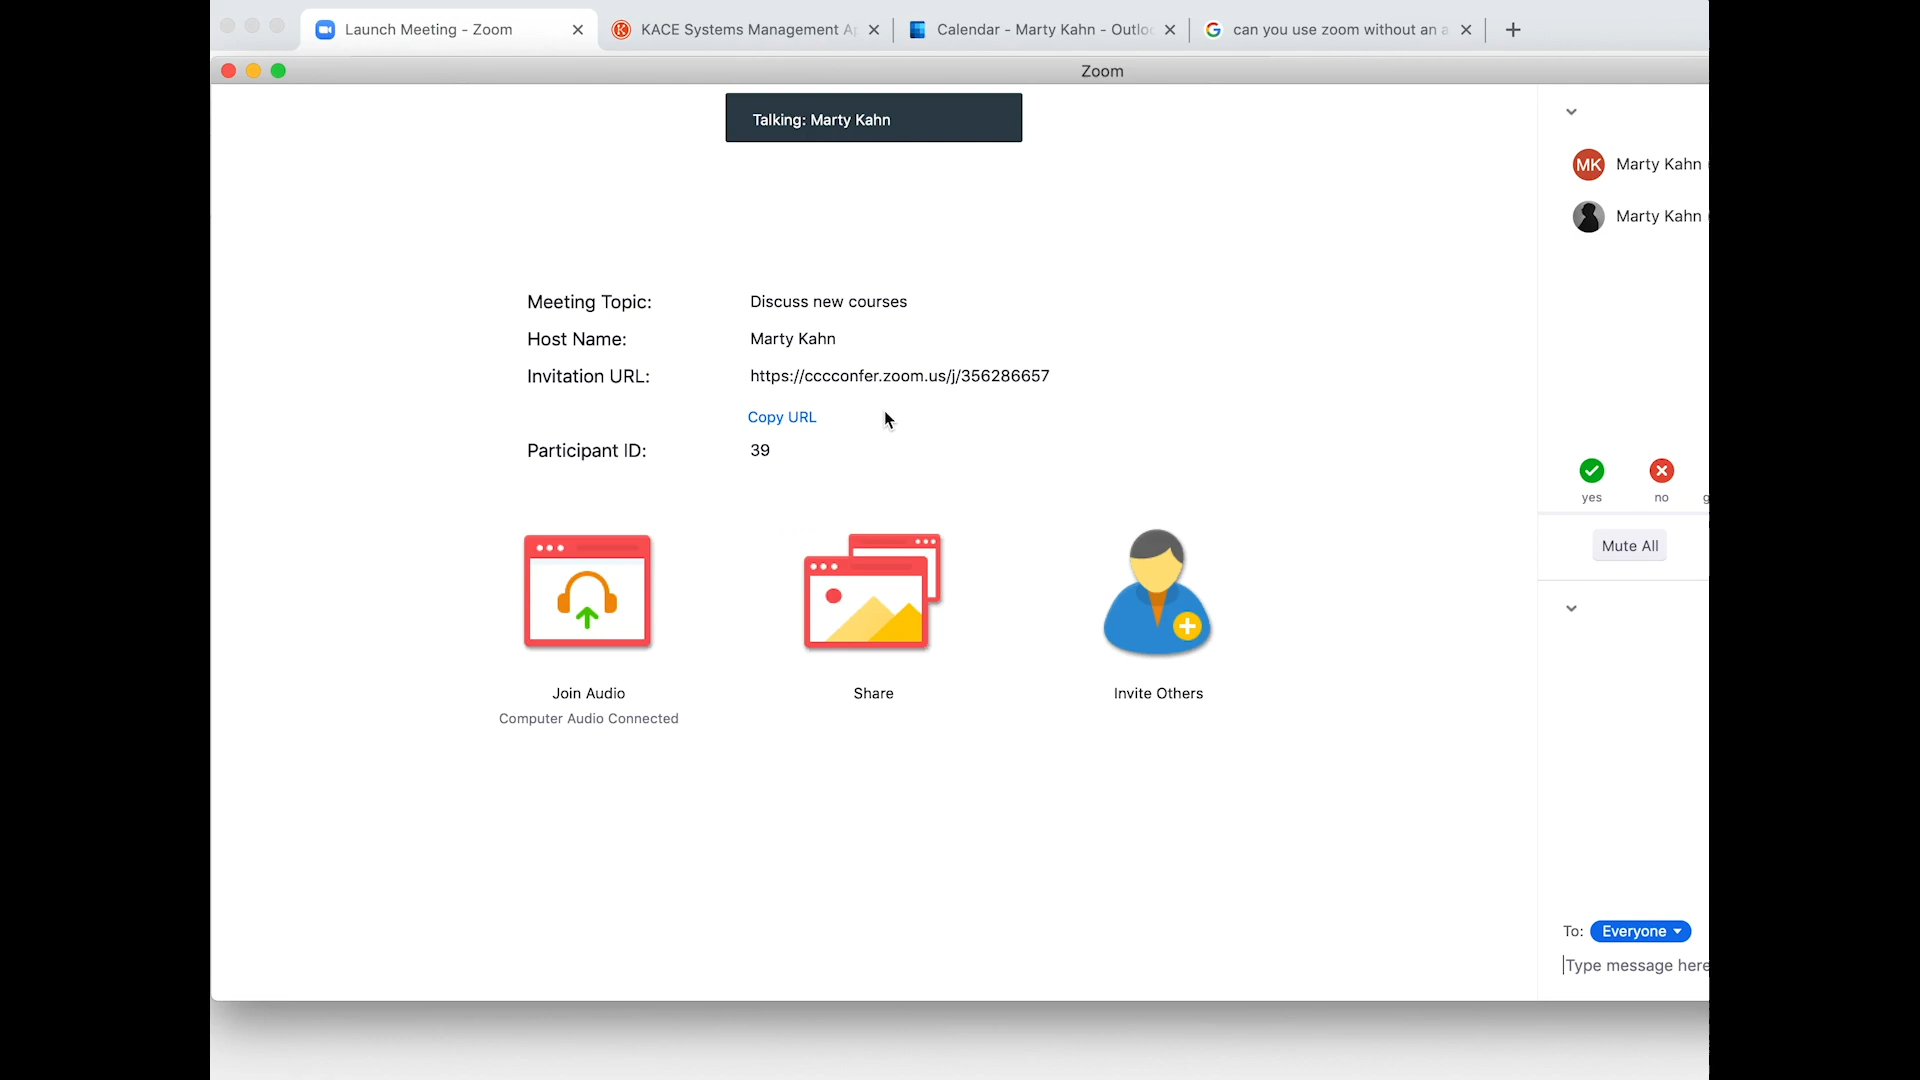 Launch Meeting - Zoom
KACE Systems Management A
Calendar - Marty Kahn - Outlo
can you use zoom without an a
Zoom
Talking: Marty Kahn
MK
Marty Kahn
Marty Kahn
Meeting Topic:
Discuss new courses
Host Name:
Marty Kahn
Invitation URL:
https://cccconfer.zoom.us/j/356286657
Copy URL
Participant ID:
39
yes
no
g
Mute All
Join Audio
Computer Audio Connected
Share
Invite Others
To: Everyone
Type message here